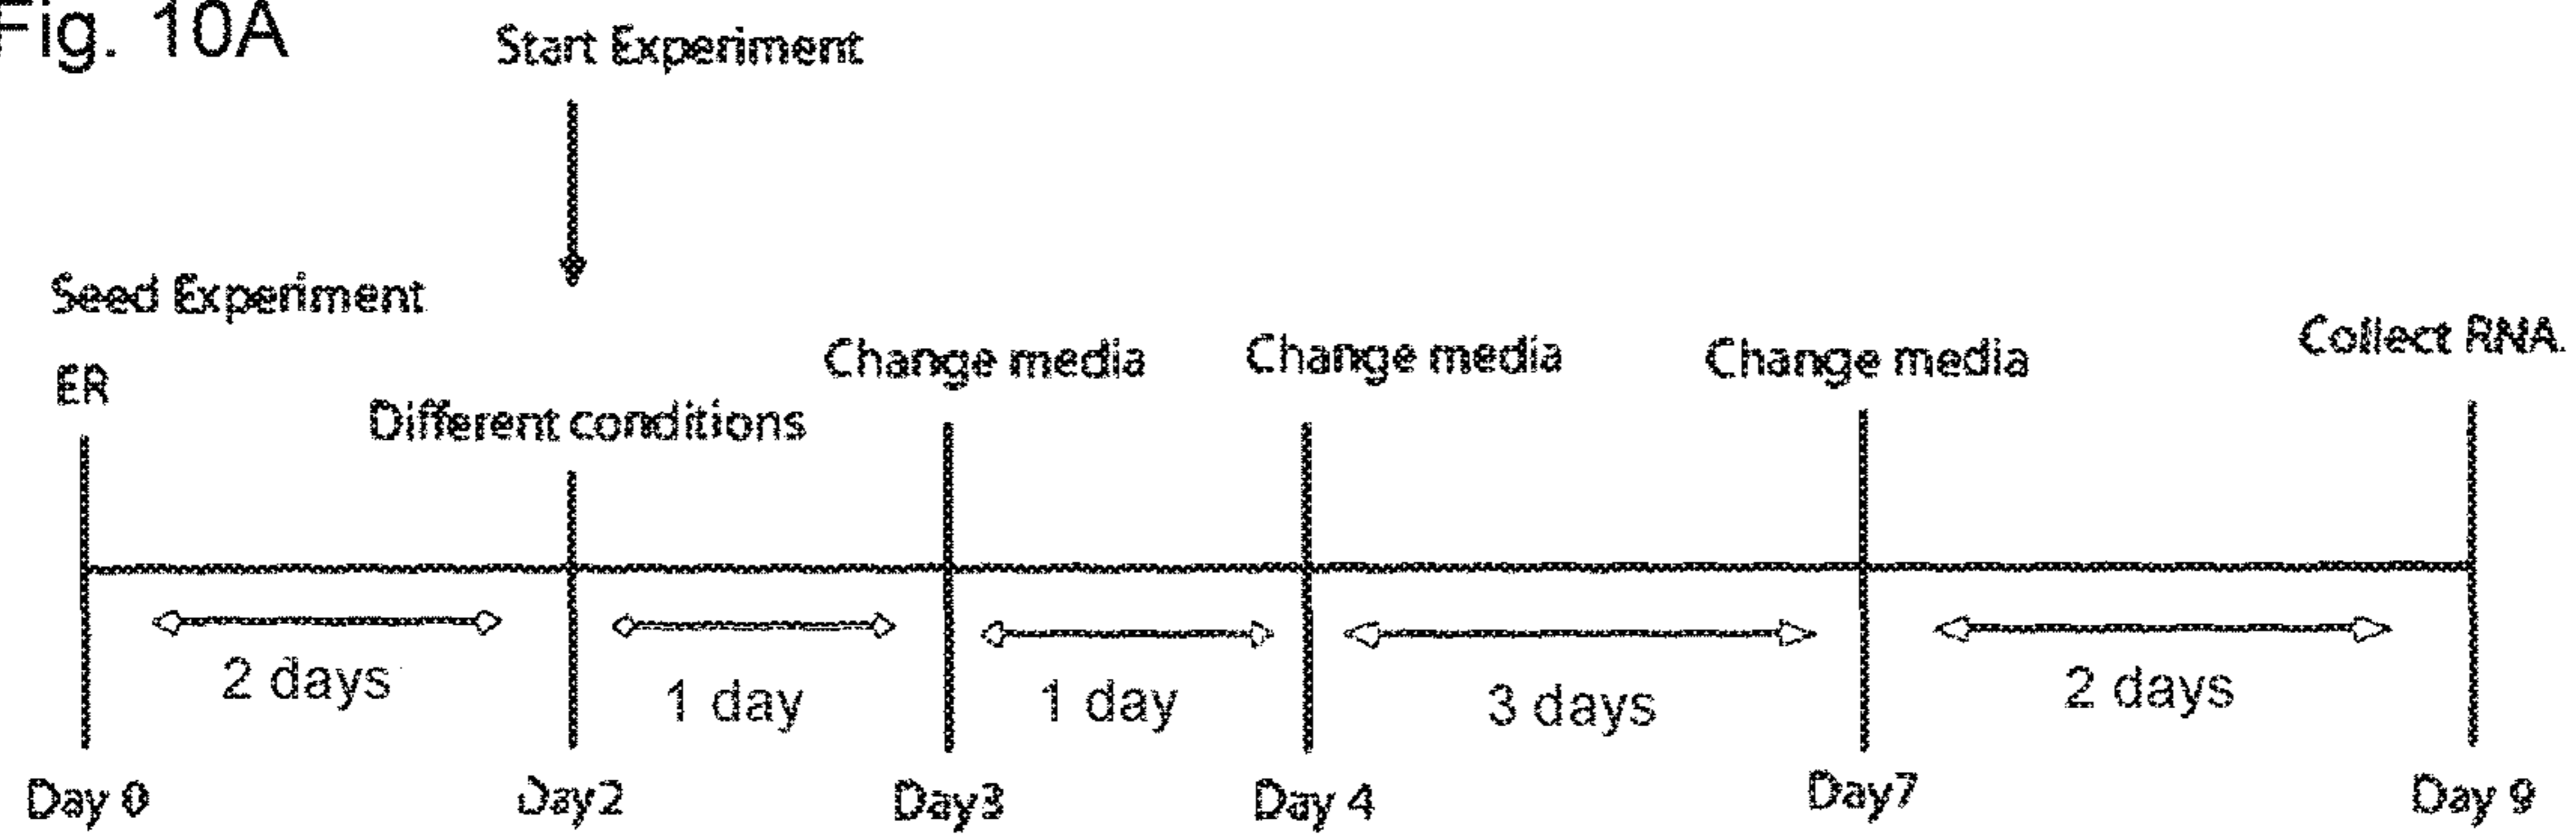 Fig. 10A
Start Experiment
Seed Experiment
ER
Different conditions
Change media
Change media
Change media
Collect RNA.
2 days
1 day
1 day
3 days
2 days
Day 0
Day2
Day3
Day 4
Day7
Day 9